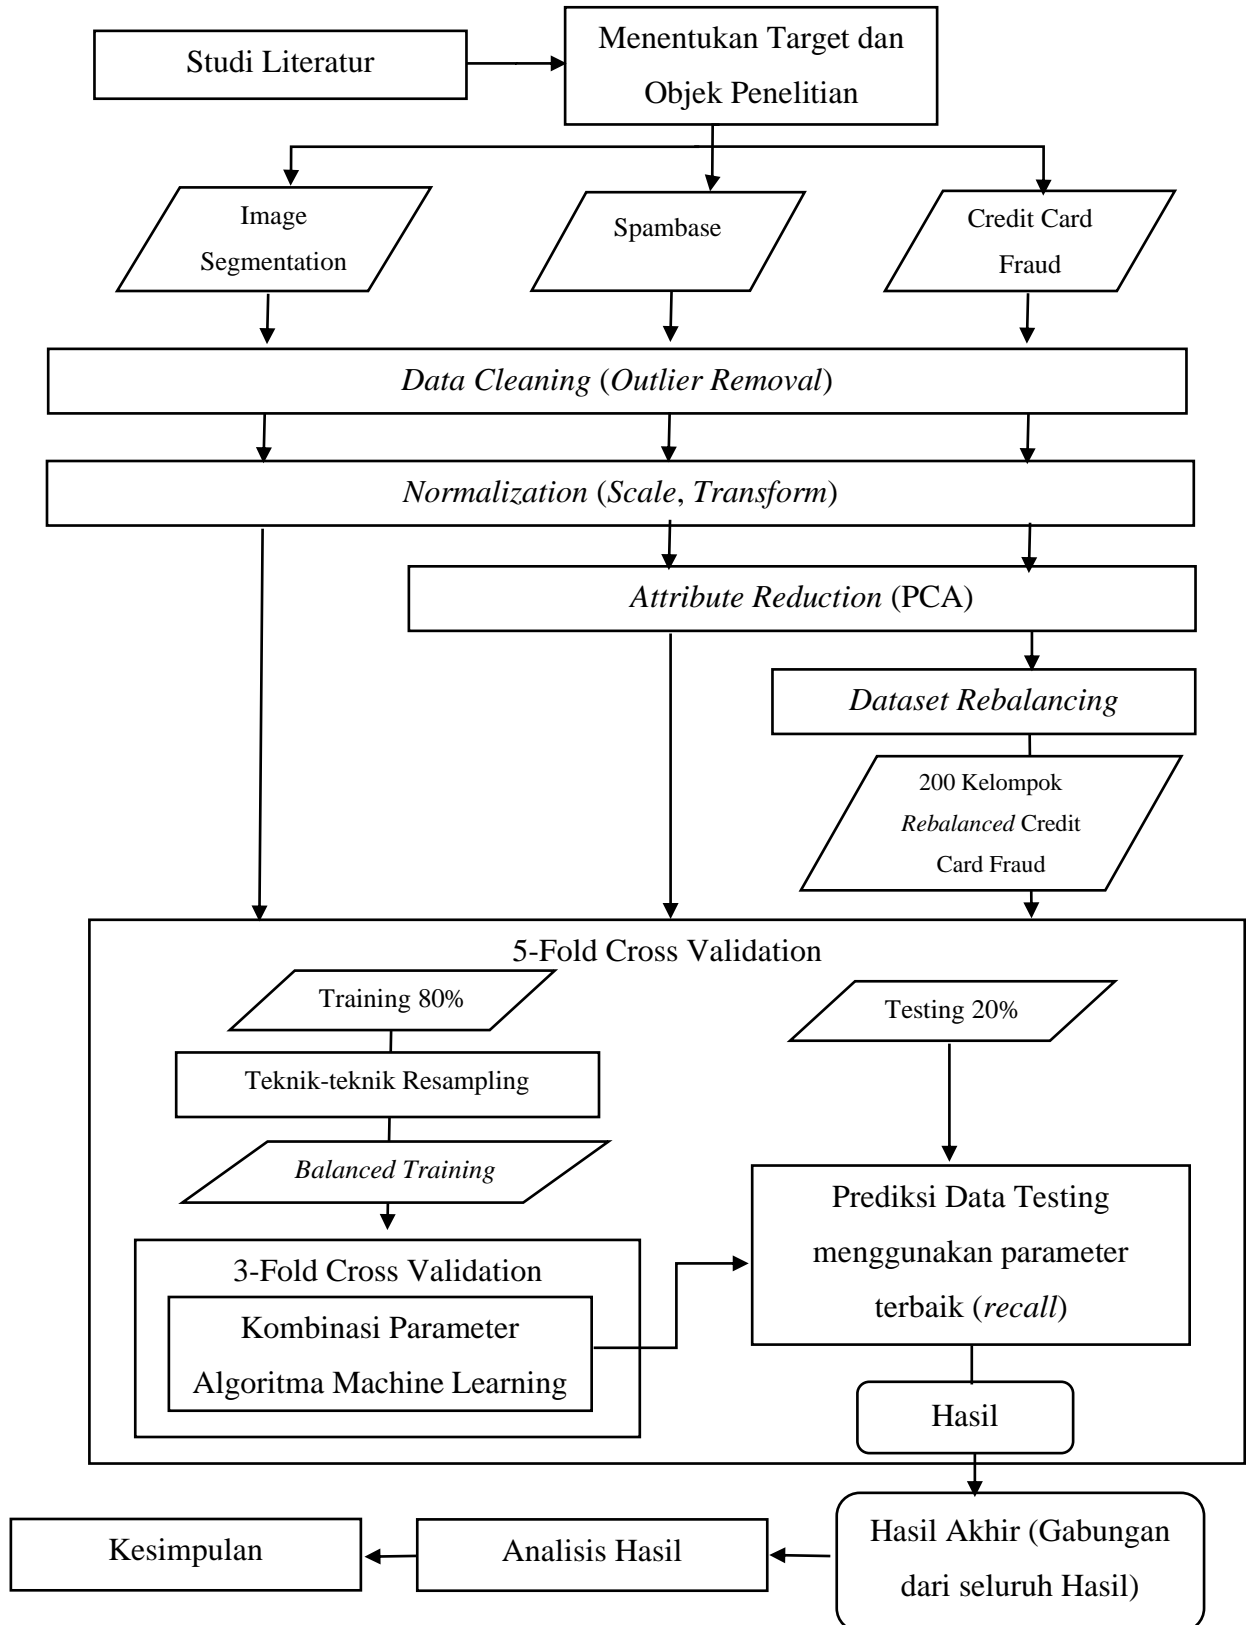 Studi Literatur
Menentukan Target dan
Objek Penelitian
Image
Segmentation
Spambase
Credit Card
Fraud
Data Cleaning (Outlier Removal)
Normalization (Scale, Transform)
Attribute Reduction (PCA)
Dataset Rebalancing
200 Kelompok
Rebalanced Credit
Card Fraud
5-Fold Cross Validation
Training 80%
Teknik-teknik Resampling
Balanced Training
3-Fold Cross Validation
Kombinasi Parameter
Algoritma Machine Learning
Testing 20%
Prediksi Data Testing
menggunakan parameter
terbaik (recall)
Hasil
Hasil Akhir (Gabungan
dari seluruh Hasil)
Analisis Hasil
Kesimpulan